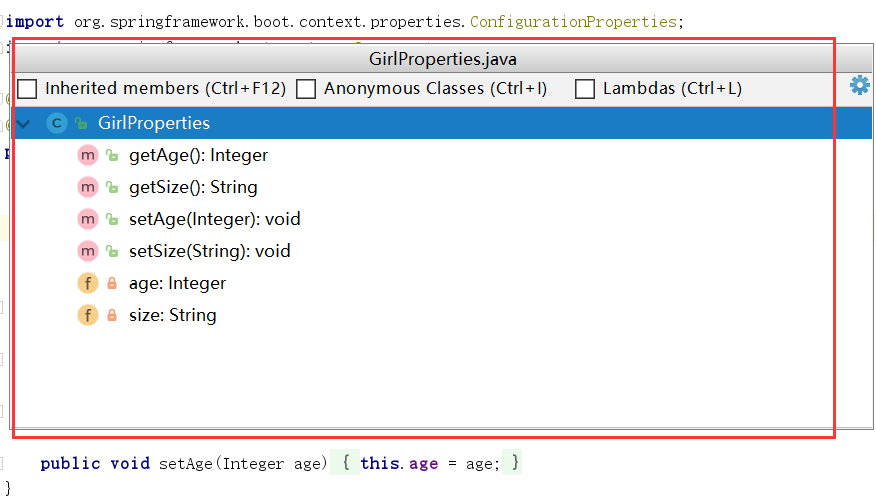 import org.springframework.boot.context.properties.ConfigurationProperties;
GirlProperties.java
Inherited members (Ctrl+F12) Anonymous Classes (Ctrl+I) Lambdas (Ctrl+L)
C GirlProperties
m getAge(): Integer
m getSize(): String
m setAge(Integer): void
m setSize(String): void
f age: Integer
f size: String
public void setAge(Integer age) { this.age = age; }
}